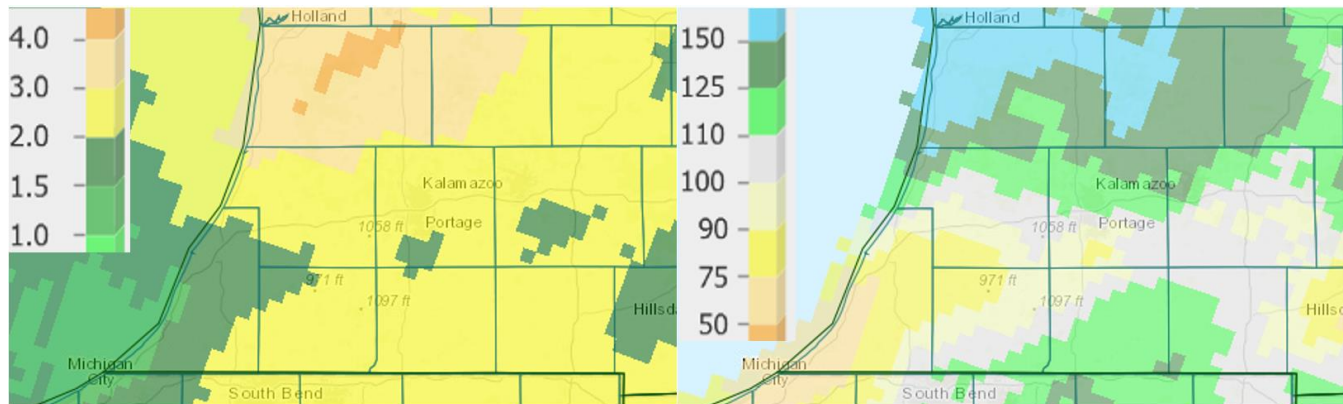 Holland
4.0
3.0
2.0
1.5
1.0
Kalamazoo
1058 ft
Portage
971 ft
1097 ft
Hillsd
Michigan
City
South Bend
Holland
150
125
110
100
90
75
50
Kalamazoo
1058 ft
Portage
971 ft
1097 ft
Hillsd
Michigan
City
South Bend